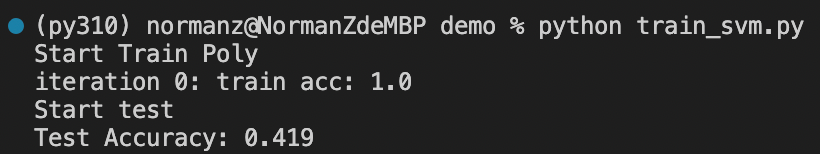 (py310) normanz@NormanZdeMBP demo % python train_svm.py
Start Train Poly
iteration 0: train acc: 1.0
Start test
Test Accuracy: 0.419